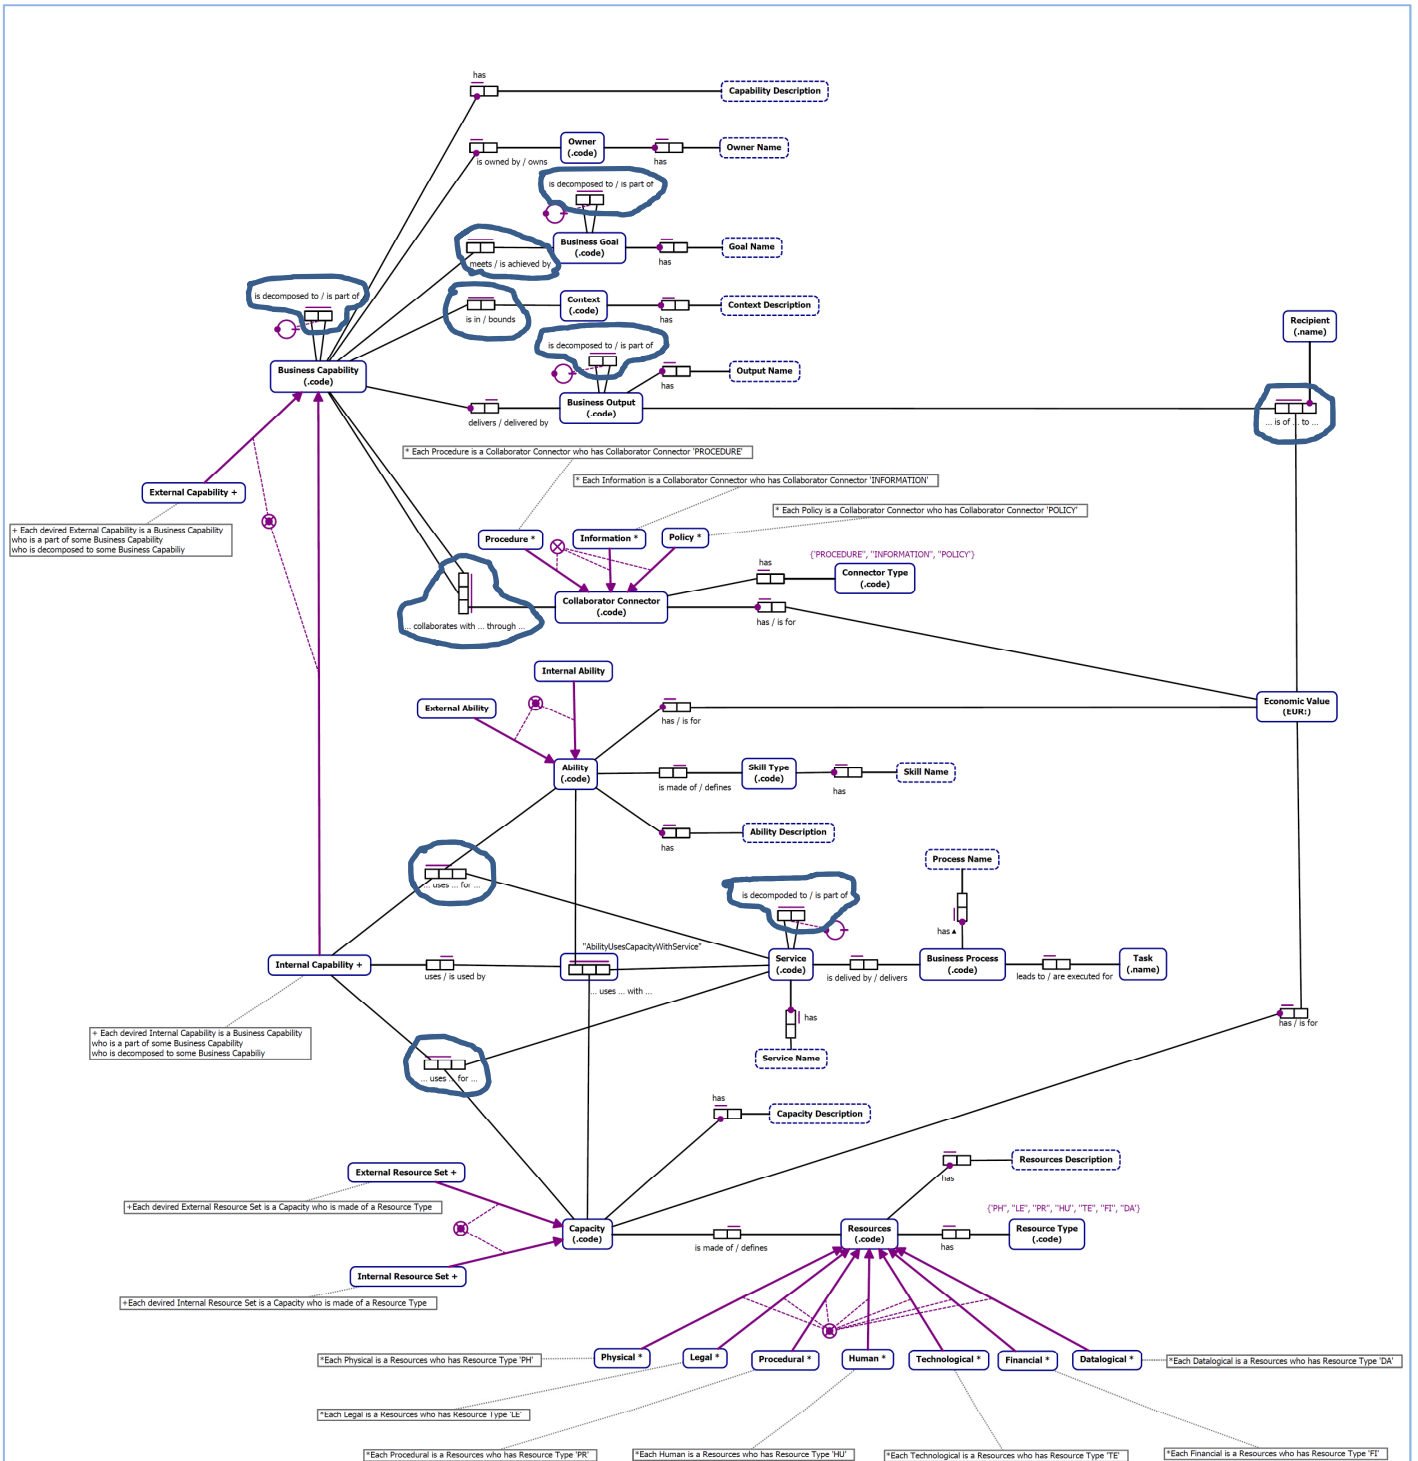 has
Capability Description
Owner
(.code)
Owner Name
is owned by / owns
has
is decomposed to / is part of
Business Goal
(.code)
Goal Name
meets / is achieved by
has
is decomposed to / is part of
Context
(.code)
Context Description
is in / bounds
has
Recipient
(.name)
is decomposed to / is part of
Business Capability
(.code)
Output Name
has
Business Output
(.code)
delivers / delivered by
... is of ... to ...
* Each Procedure is a Collaborator Connector who has Collaborator Connector 'PROCEDURE'
* Each Information is a Collaborator Connector who has Collaborator Connector 'INFORMATION'
External Capability +
* Each Policy is a Collaborator Connector who has Collaborator Connector 'POLICY'
+ Each devired External Capability is a Business Capability
who is a part of some Business Capability
who is decomposed to some Business Capabiliy
Procedure *
Information *
Policy *
{'PROCEDURE', "INFORMATION", "POLICY'}
has
Connector Type
(.code)
Collaborator Connector
(.code)
has / is for
... collaborates with ... through ...
Internal Ability
External Ability
Economic Value
(EUR:)
has / is for
Ability
(.code)
Skill Type
(.code)
Skill Name
is made of / defines
has
Ability Description
has
Process Name
... uses ... for ...
is decompoded to / is part of
has ▲
"AbilityUsesCapacityWithService"
Internal Capability +
Service
(.code)
Business Process
(.code)
Task
(.name)
uses / is used by
is delived by / delivers
leads to / are executed for
... uses ... with ...
has
has / is for
+ Each devired Internal Capability is a Business Capability
who is a part of some Business Capability
who is decomposed to some Business Capabiliy
Service Name
... uses ... for ...
has
Capacity Description
External Resource Set +
Resources Description
has
+Each devired External Resource Set is a Capacity who is made of a Resource Type
{'PH", "LE", "PR", "HU", "TE", "FI", "DA'}
Capacity
(.code)
Resources
(.code)
Resource Type
(.code)
is made of / defines
has
Internal Resource Set +
+Each devired Internal Resource Set is a Capacity who is made of a Resource Type
Physical *
Legal *
Procedural *
Human *
Technological *
Financial *
Datalogical *
*Each Physical is a Resources who has Resource Type 'PH'
*Each Datalogical is a Resources who has Resource Type 'DA'
*Each Legal is a Resources who has Resource Type 'LE'
*Each Procedural is a Resources who has Resource Type 'PR'
*Each Human is a Resources who has Resource Type 'HU'
*Each Technological is a Resources who has Resource Type 'TE'
*Each Financial is a Resources who has Resource Type 'FI'